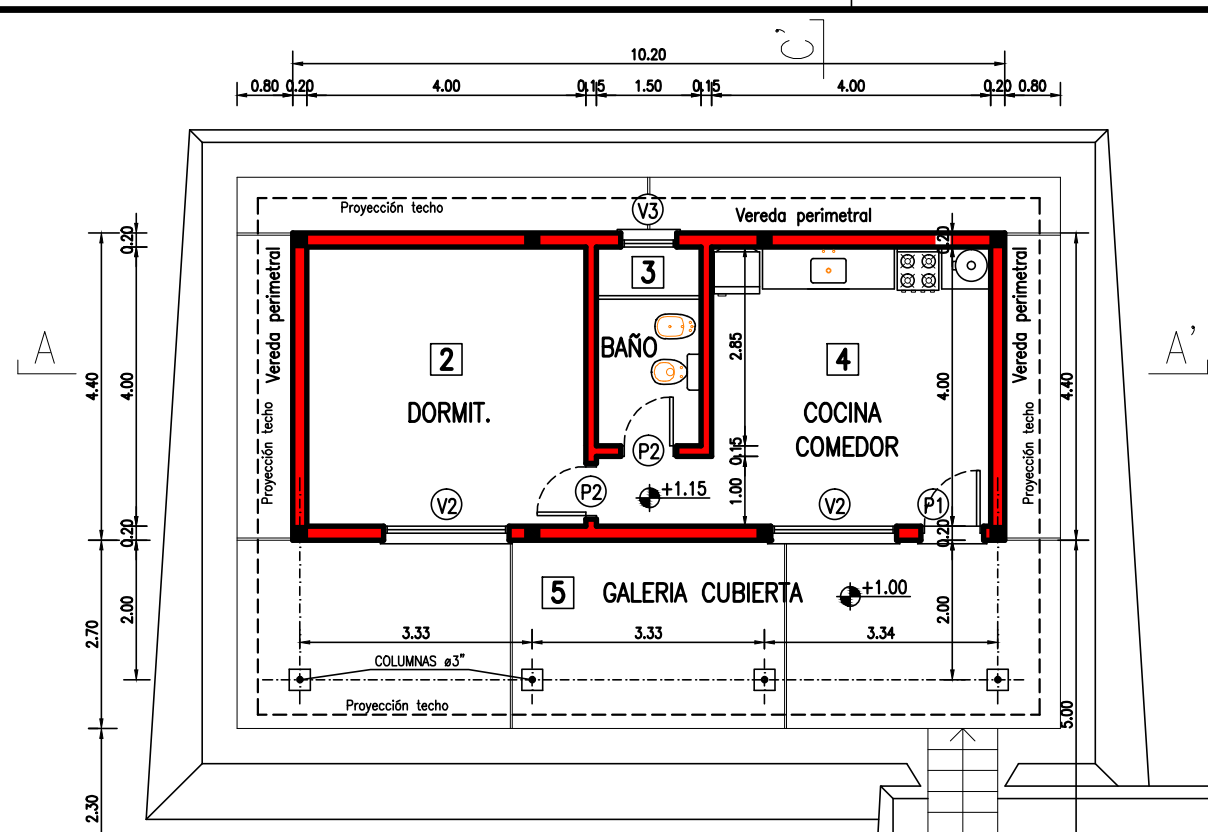 C'
10.20
0.80 0.20 4.00 0.15 1.50 0.15 4.00 0.20 0.80
Proyección techo
V3
Vereda perimetral
0.20
0.20
Vereda perimetral
3
Vereda perimetral
A
A'
BAÑO
2.85
2
4
4.40
4.00
4.00
4.40
DORMIT.
COCINA
COMEDOR
Proyección techo
Proyección techo
P2
0.15
P2
+1.15
1.00
V2
V2
P1
0.20
0.20
5 GALERIA CUBIERTA
+1.00
2.00
2.00
2.70
3.33
3.33
3.34
COLUMNAS ø3"
Proyección techo
5.00
2.30